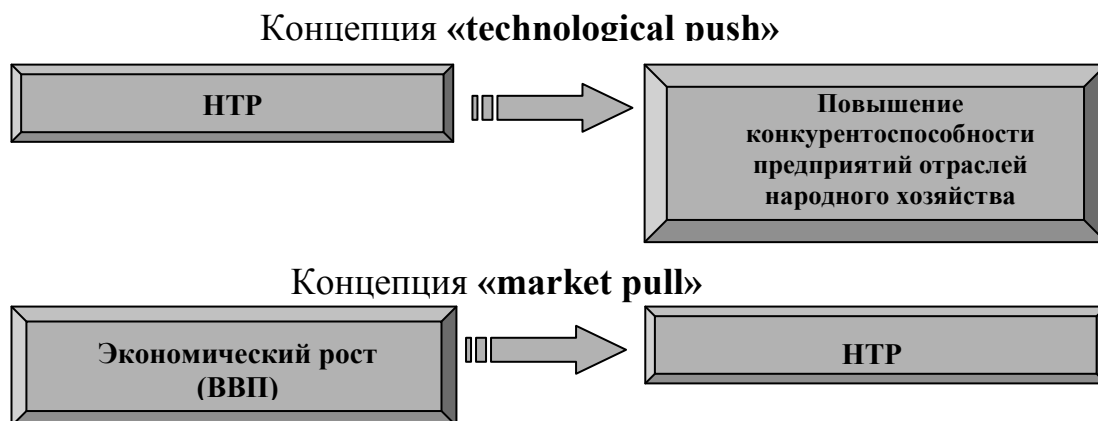 Концепция «technological push»
НТР
Повышение
конкурентоспособности
предприятий отраслей
народного хозяйства
Концепция «market pull»
Экономический рост
(ВВП)
НТР